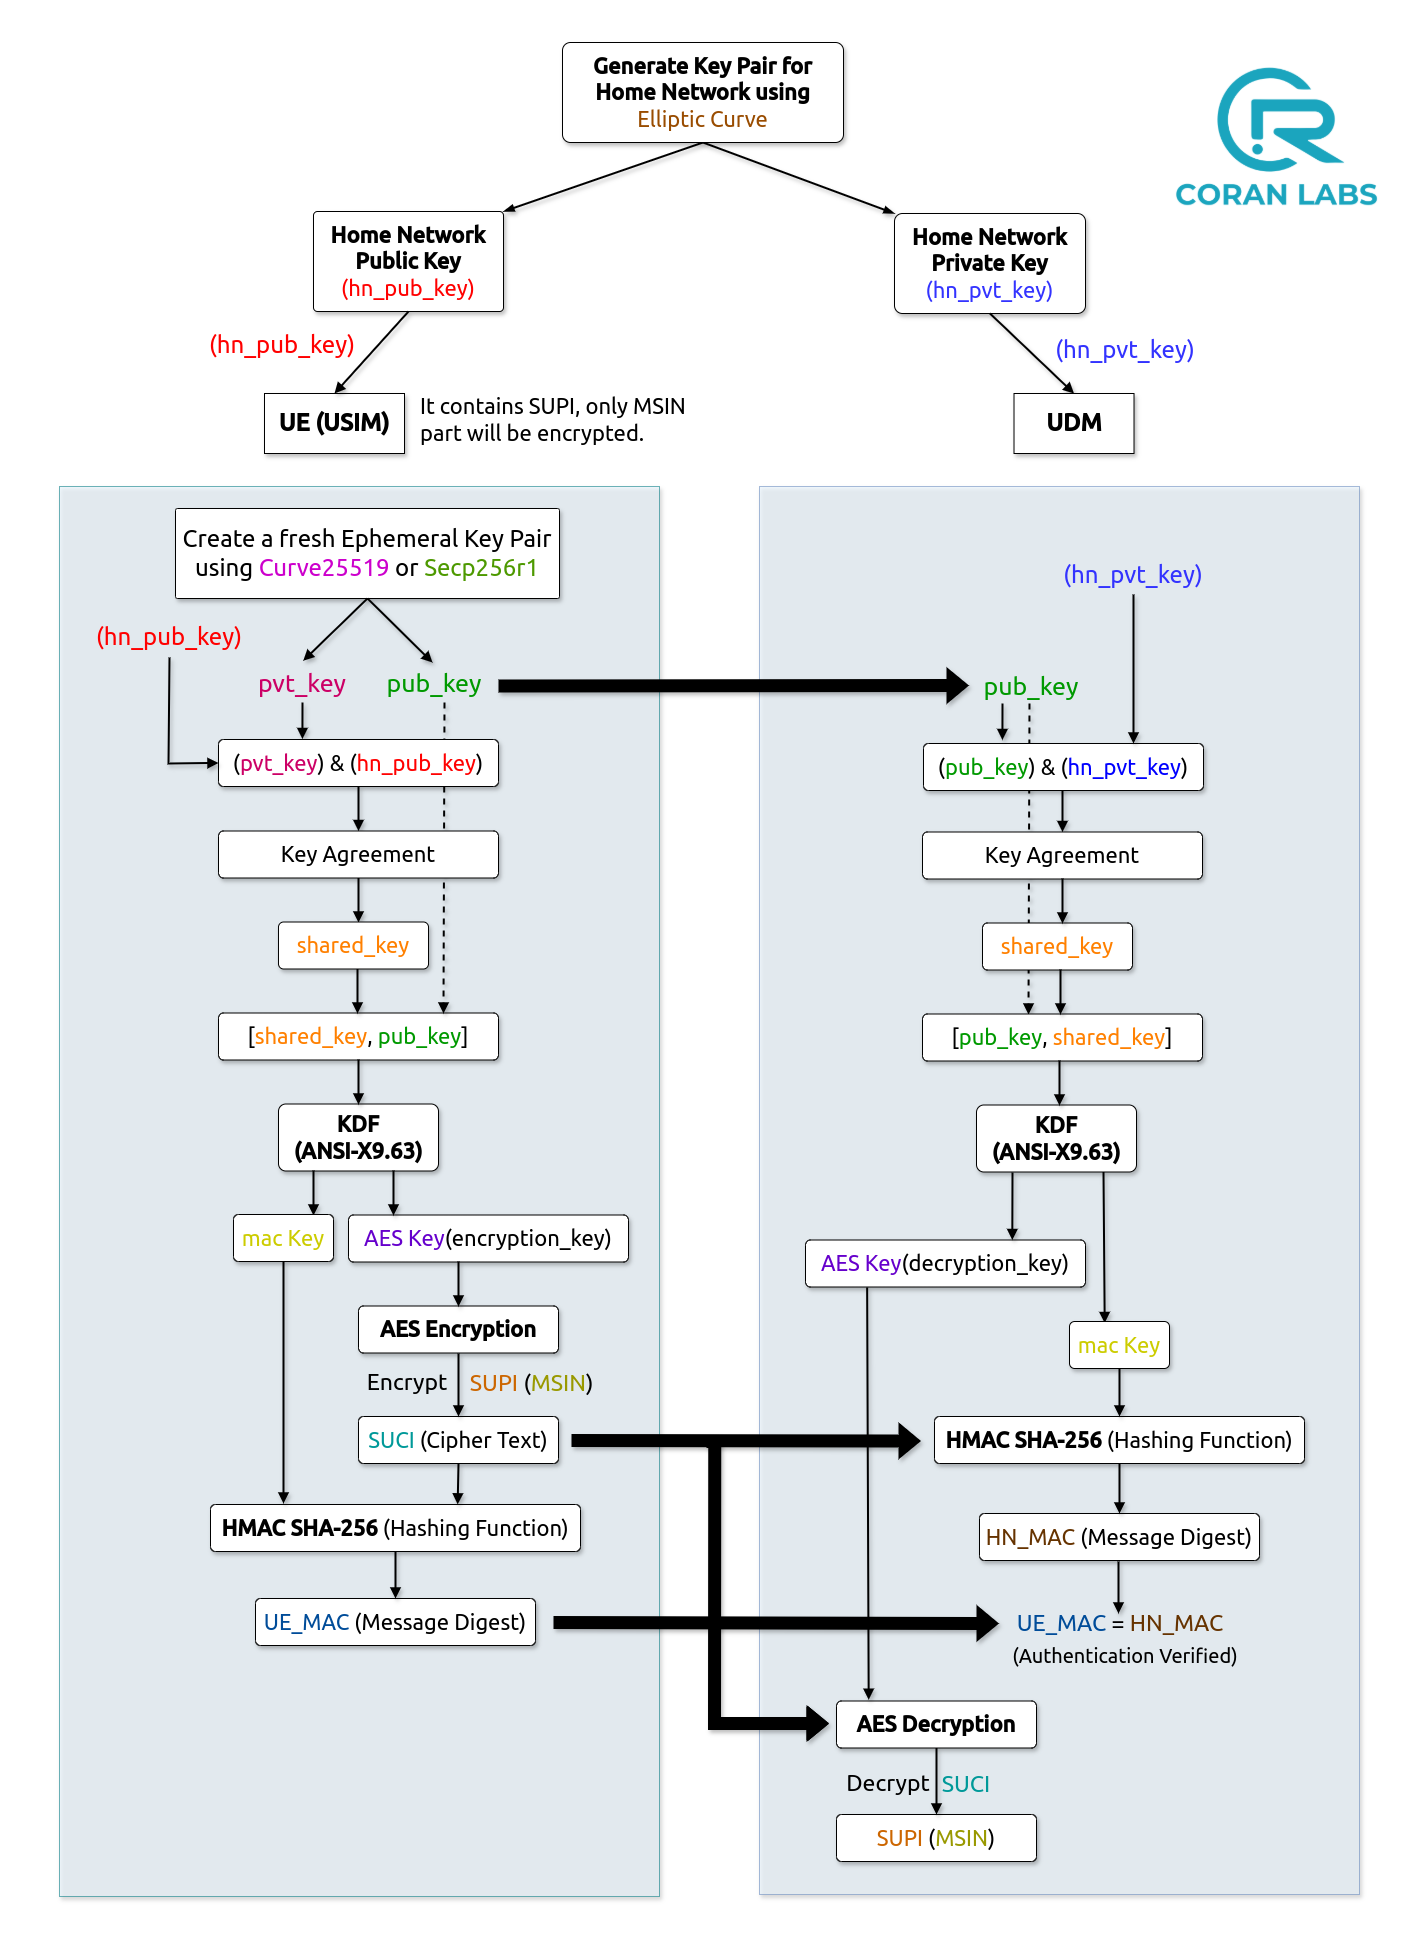 Generate Key Pair for
Home Network using
Elliptic Curve
CORAN LABS
Home Network
Public Key
(hn_pub_key)
Home Network
Private Key
(hn_pvt_key)
(hn_pub_key)
(hn_pvt_key)
UE (USIM)
It contains SUPI, only MSIN
part will be encrypted.
UDM
Create a fresh Ephemeral Key Pair
using Curve25519 or Secp256r1
(hn_pub_key)
pvt_key
pub_key
(pvt_key) & (hn_pub_key)
Key Agreement
shared_key
[shared_key, pub_key]
KDF
(ANSI-X9.63)
mac Key
AES Key(encryption_key)
AES Encryption
Encrypt SUPI (MSIN)
SUCI (Cipher Text)
HMAC SHA-256 (Hashing Function)
UE_MAC (Message Digest)
(hn_pvt_key)
pub_key
(pub_key) & (hn_pvt_key)
Key Agreement
shared_key
[pub_key, shared_key]
KDF
(ANSI-X9.63)
AES Key(decryption_key)
mac Key
HMAC SHA-256 (Hashing Function)
HN_MAC (Message Digest)
UE_MAC = HN_MAC
(Authentication Verified)
AES Decryption
Decrypt SUCI
SUPI (MSIN)